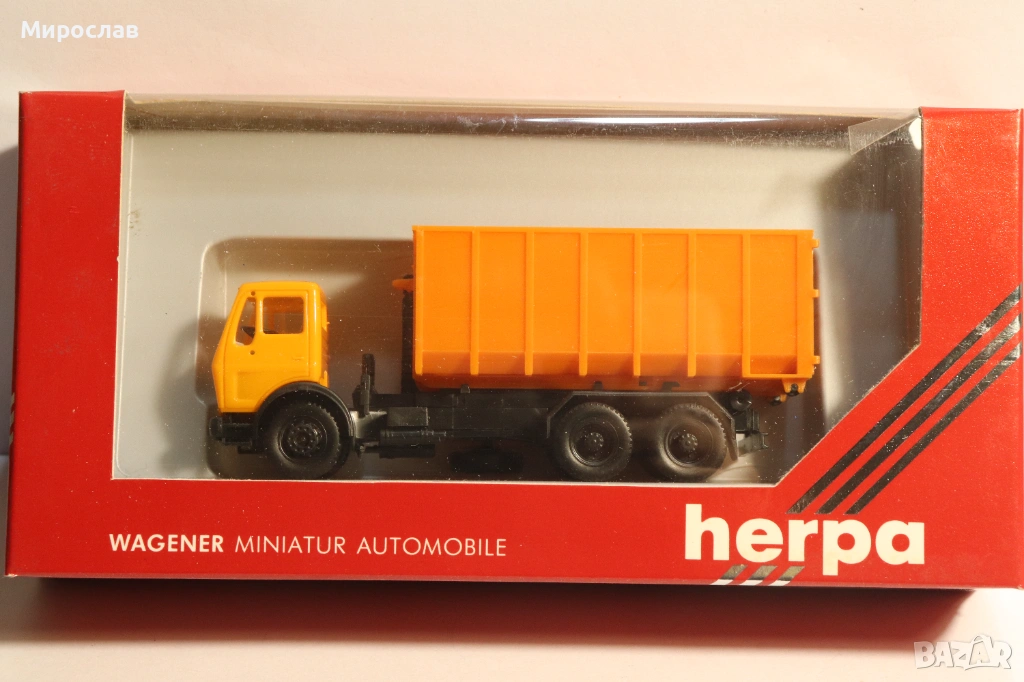 Мирослав
WAGENER MINIATUR AUTOMOBILE
herpa
BAZAR